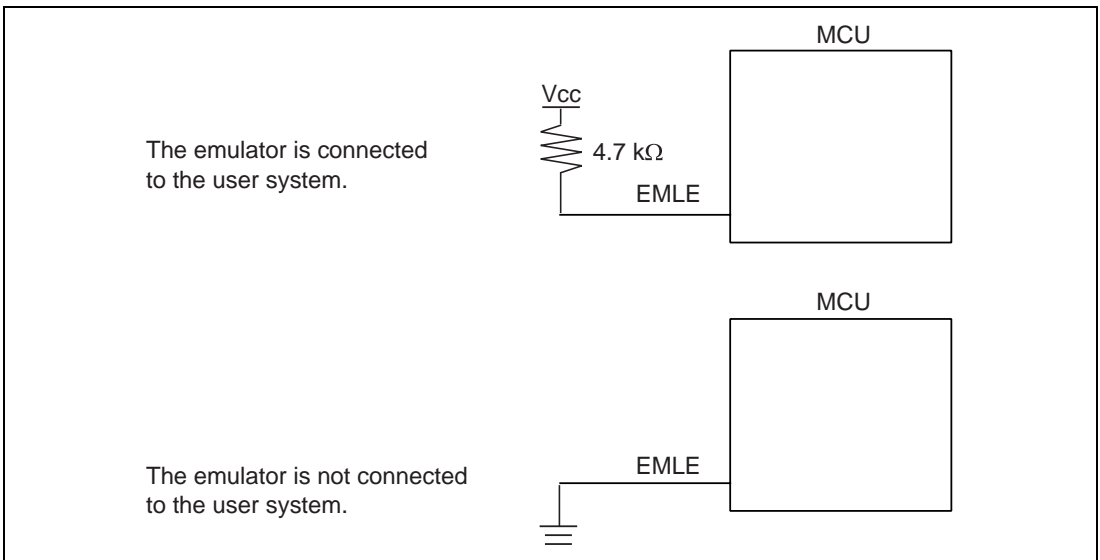 MCU
Vcc
The emulator is connected
to the user system.
4.7 kΩ
EMLE
MCU
The emulator is not connected
to the user system.
EMLE